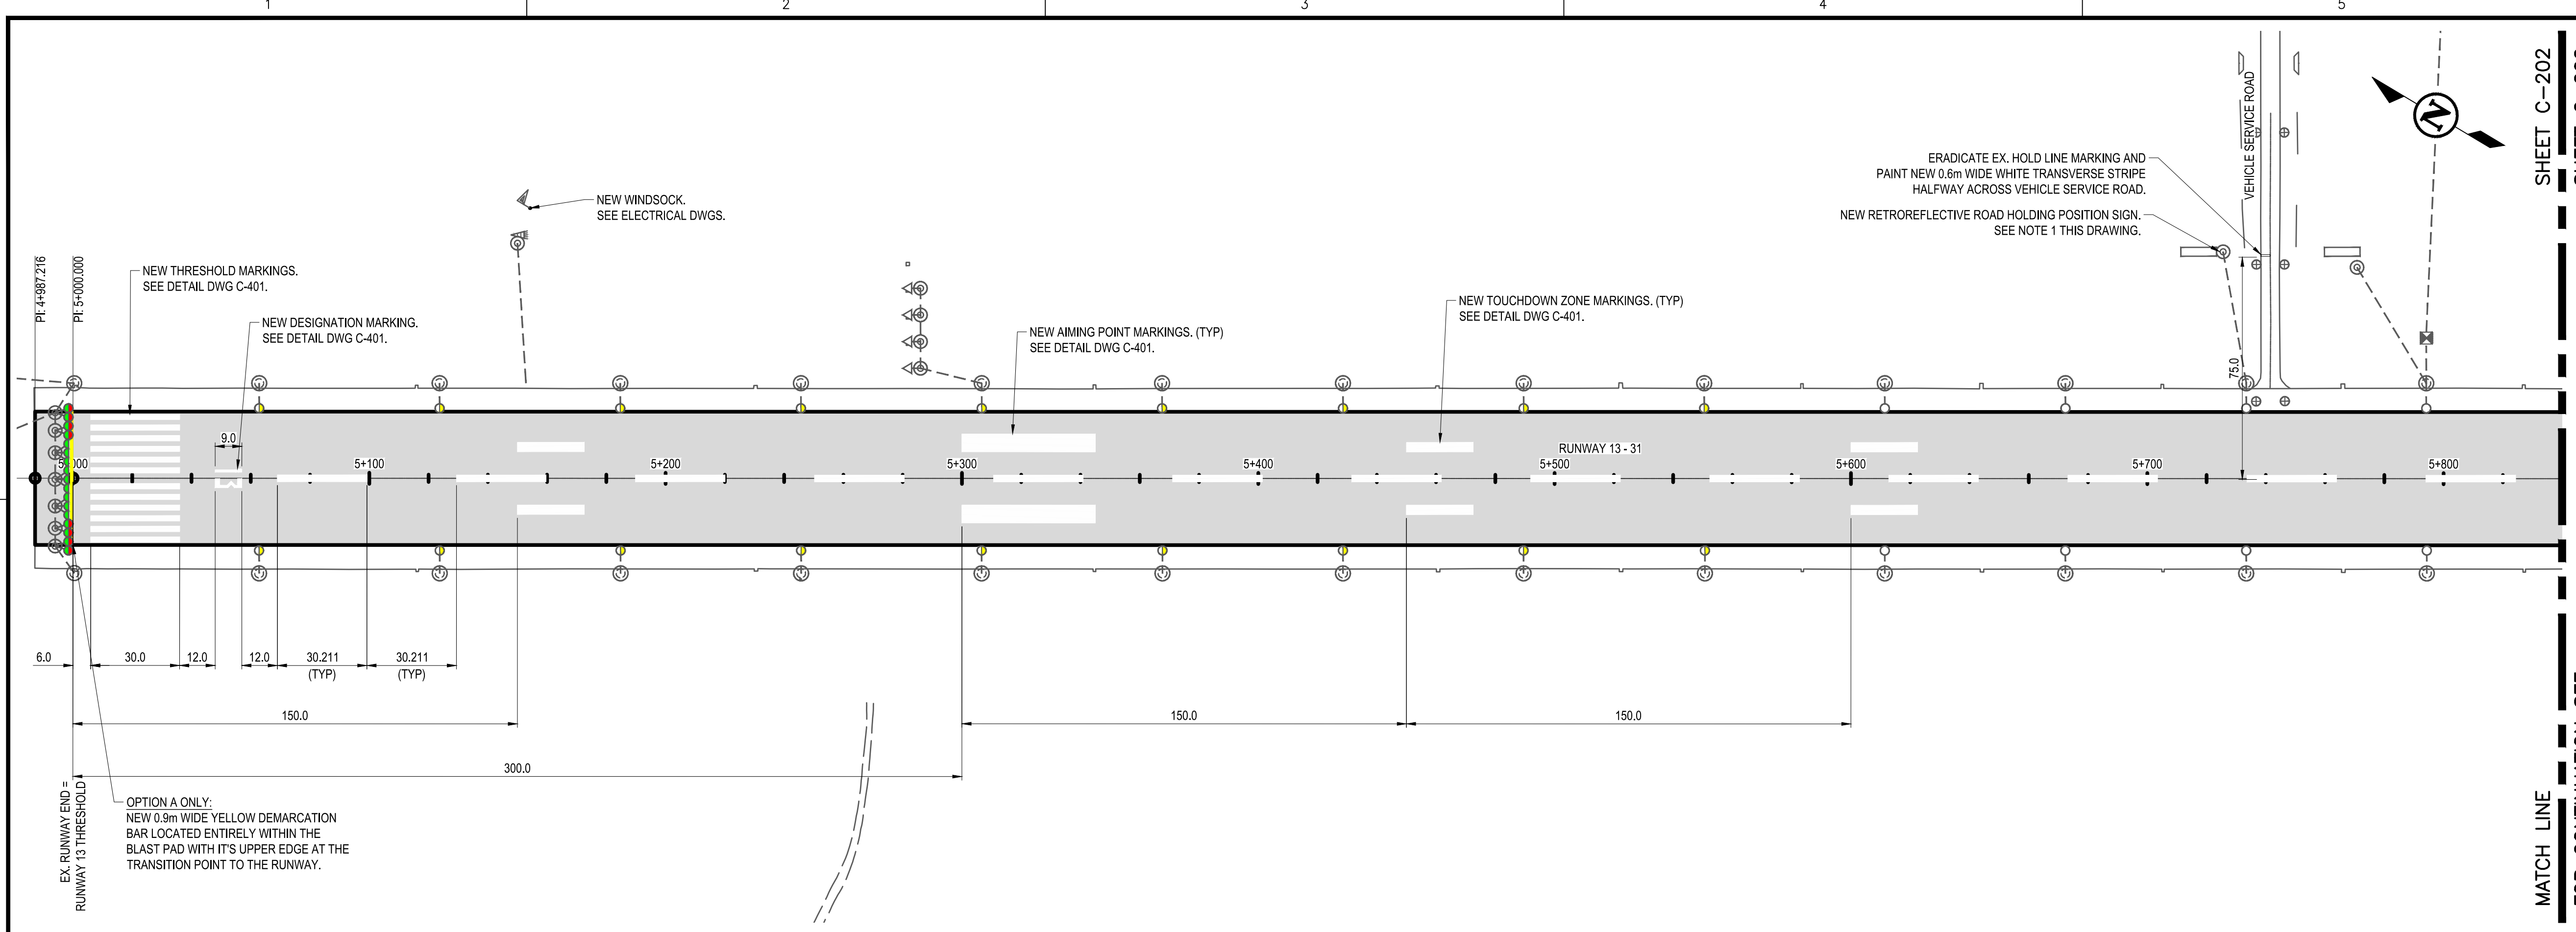 1
2
3
4
5
SHEET C-202
VEHICLE SERVICE ROAD
N
ERADICATE EX. HOLD LINE MARKING AND
PAINT NEW 0.6m WIDE WHITE TRANSVERSE STRIPE
HALFWAY ACROSS VEHICLE SERVICE ROAD.
NEW RETROREFLECTIVE ROAD HOLDING POSITION SIGN.
SEE NOTE 1 THIS DRAWING.
NEW WINDSOCK.
SEE ELECTRICAL DWGS.
PI: 4+987.216
PI: 5+000.000
NEW THRESHOLD MARKINGS.
SEE DETAIL DWG C-401.
NEW DESIGNATION MARKING.
SEE DETAIL DWG C-401.
NEW AIMING POINT MARKINGS. (TYP)
SEE DETAIL DWG C-401.
NEW TOUCHDOWN ZONE MARKINGS. (TYP)
SEE DETAIL DWG C-401.
75.0
9.0
RUNWAY 13 - 31
5+000
5+100
5+200
5+300
5+400
5+500
5+600
5+700
5+800
13
6.0
30.0
12.0
12.0
30.211
(TYP)
30.211
(TYP)
150.0
150.0
150.0
300.0
EX. RUNWAY END =
RUNWAY 13 THRESHOLD
OPTION A ONLY:
NEW 0.9m WIDE YELLOW DEMARCATION
BAR LOCATED ENTIRELY WITHIN THE
BLAST PAD WITH IT'S UPPER EDGE AT THE
TRANSITION POINT TO THE RUNWAY.
MATCH LINE